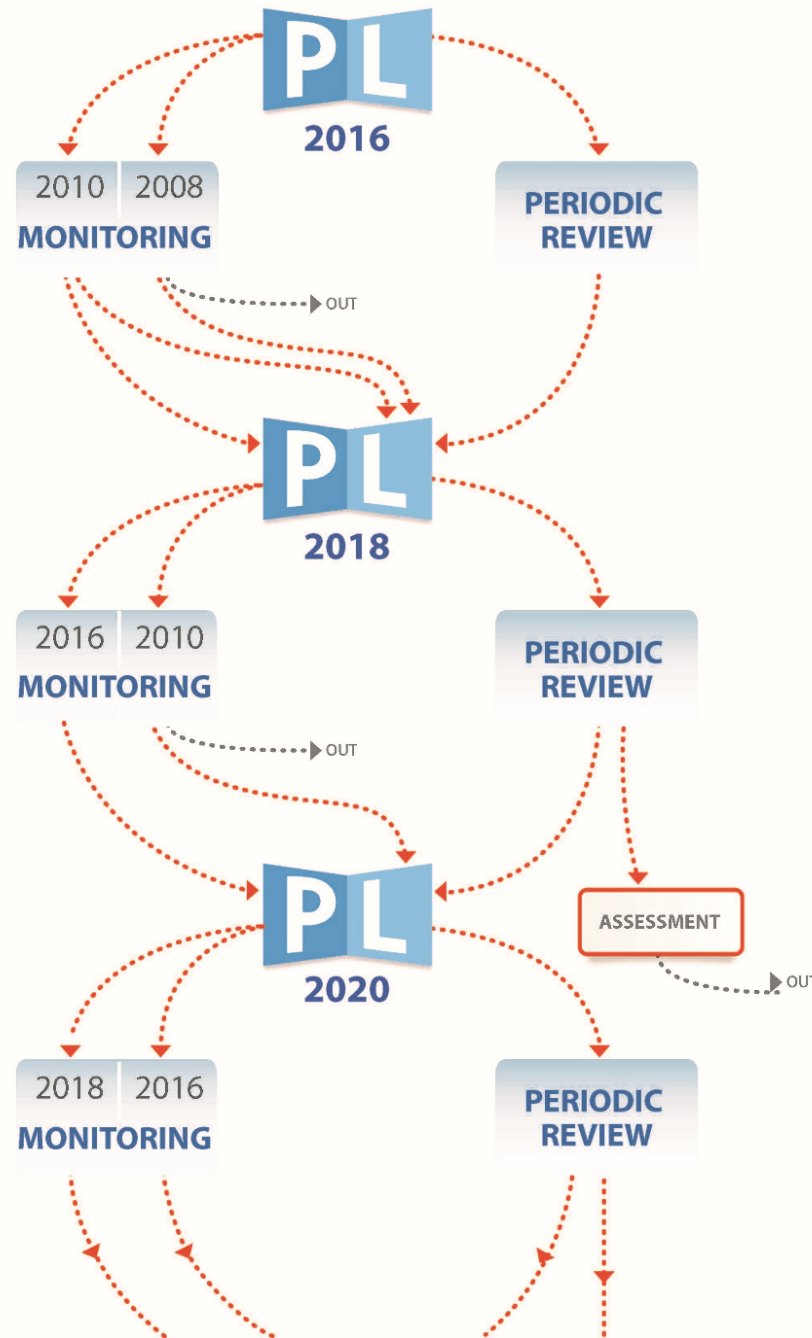 PL
2016
2010 2008
MONITORING
PERIODIC
REVIEW
OUT
PL
2018
2016 2010
MONITORING
PERIODIC
REVIEW
OUT
PL
2020
ASSESSMENT
OUT
2018 2016
MONITORING
PERIODIC
REVIEW